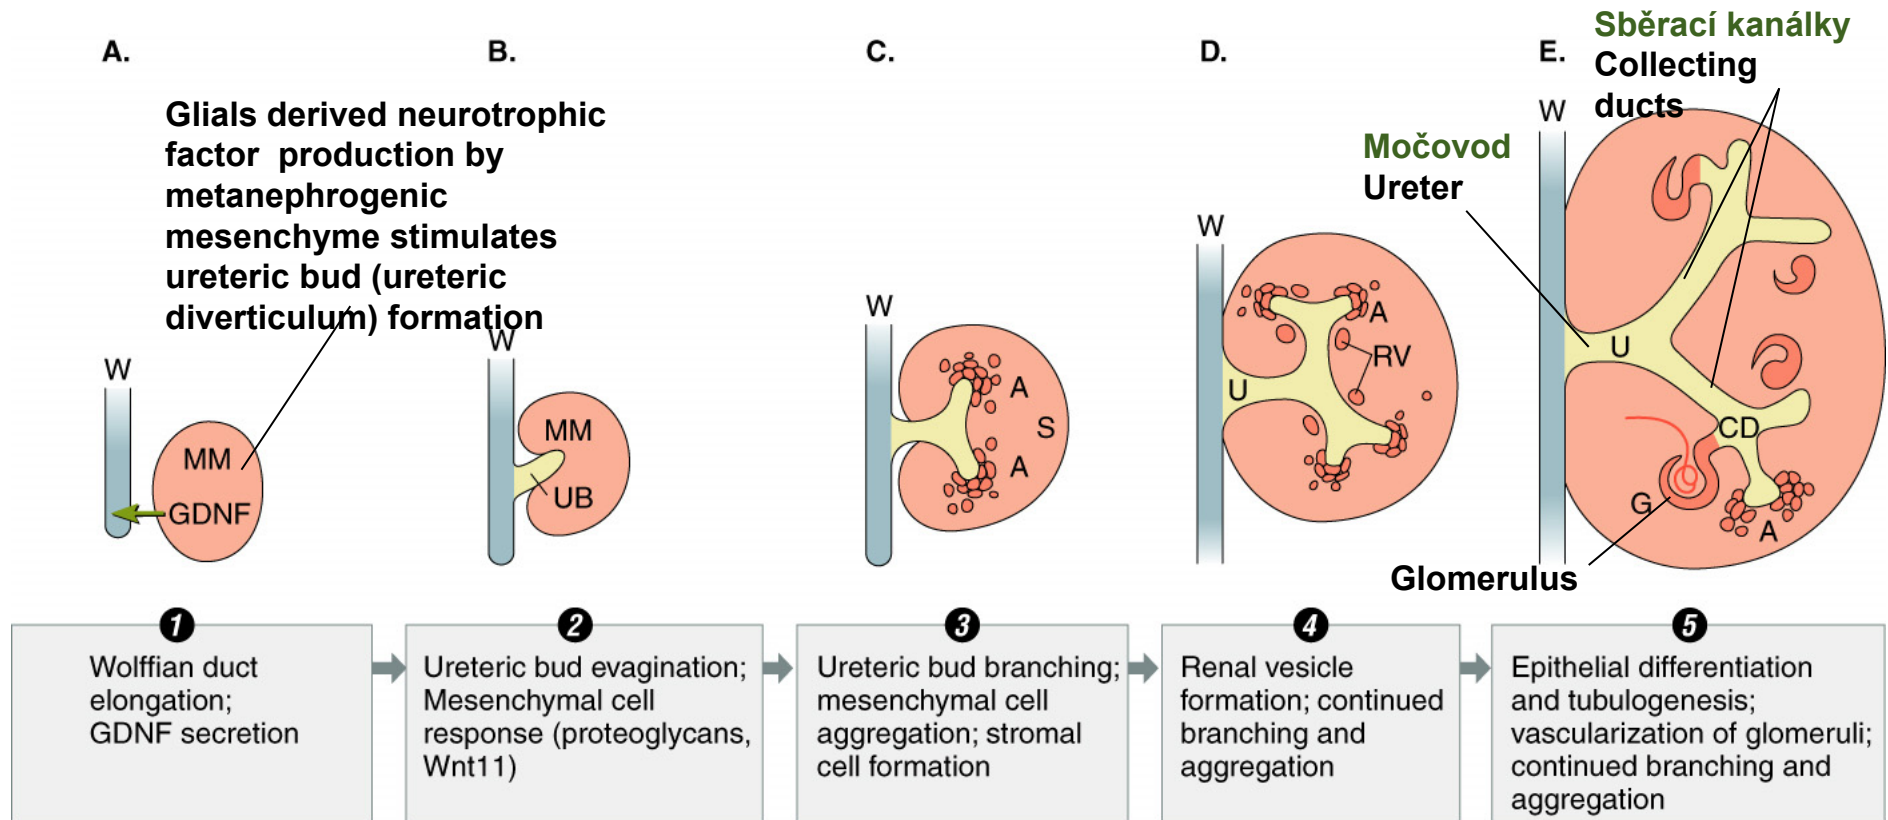 A.
Glials derived neurotrophic
factor production by
metanephrogenic
mesenchyme stimulates
ureteric bud (ureteric
diverticulum) formation
W
MM
GDNF
B.
W
MM
UB
C.
W
A
S
A
D.
W
A
RV
U
E.
Sběrací kanálky
Collecting
ducts
W
Močovod
Ureter
U
CD
G
A
Glomerulus
1
Wolffian duct
elongation;
GDNF secretion
2
Ureteric bud evagination;
Mesenchymal cell
response (proteoglycans,
Wnt11)
3
Ureteric bud branching;
mesenchymal cell
aggregation; stromal
cell formation
4
Renal vesicle
formation; continued
branching and
aggregation
5
Epithelial differentiation
and tubulogenesis;
vascularization of glomeruli;
continued branching and
aggregation